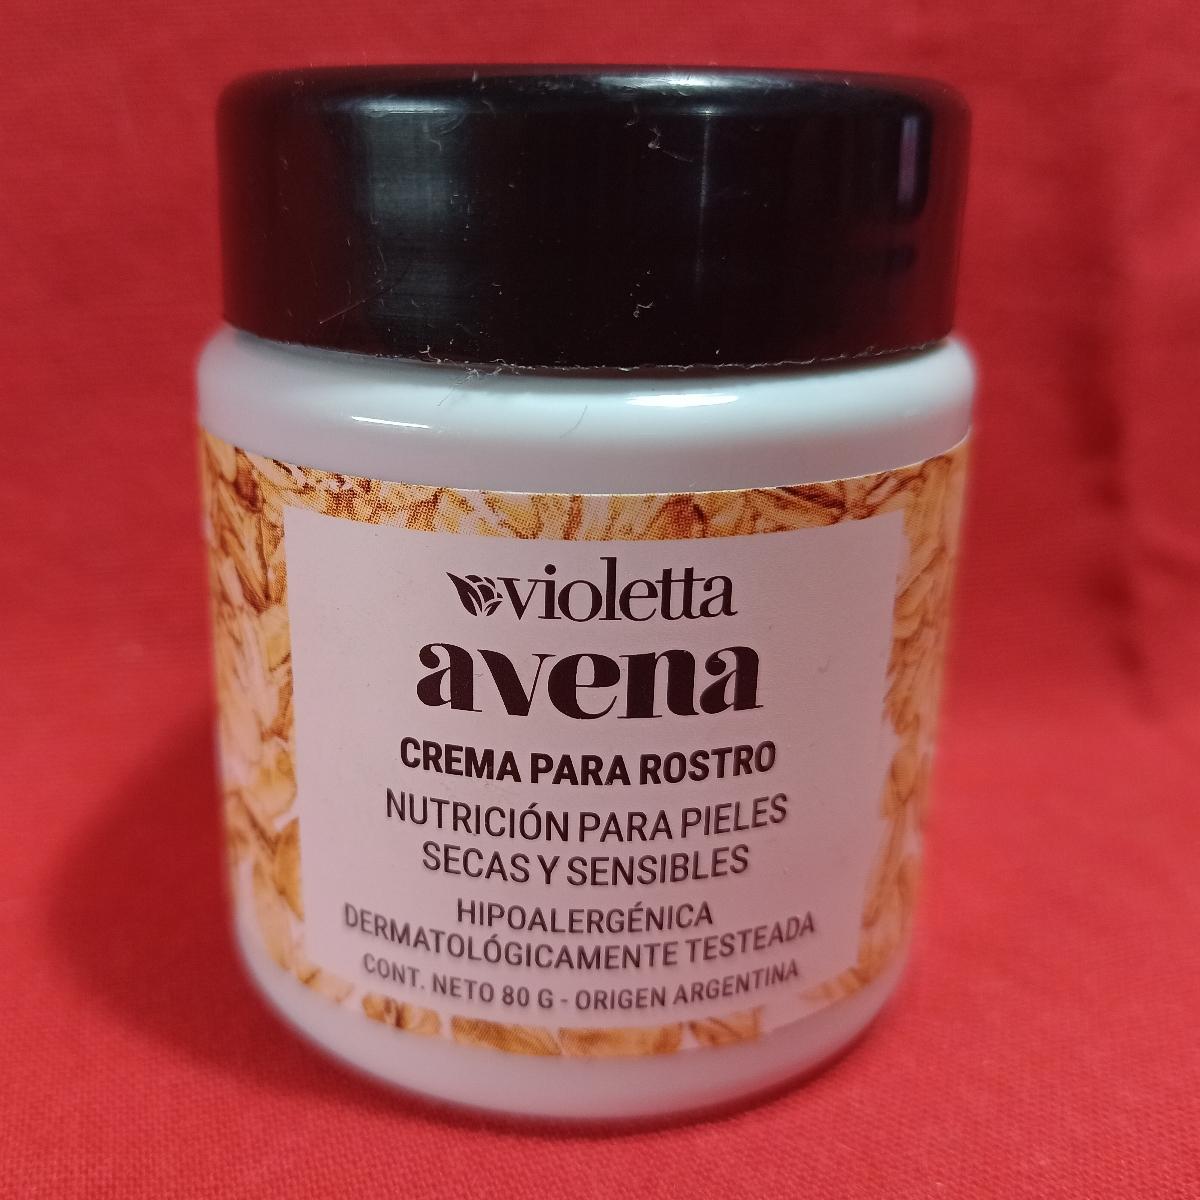 violetta
avena
CREMA PARA ROSTRO
NUTRICIÓN PARA PIELES
SECAS Y SENSIBLES
HIPOALERGÉNICA
DERMATOLÓGICAMENTE TESTEADA
CONT. NETO 80 G - ORIGEN ARGENTINA